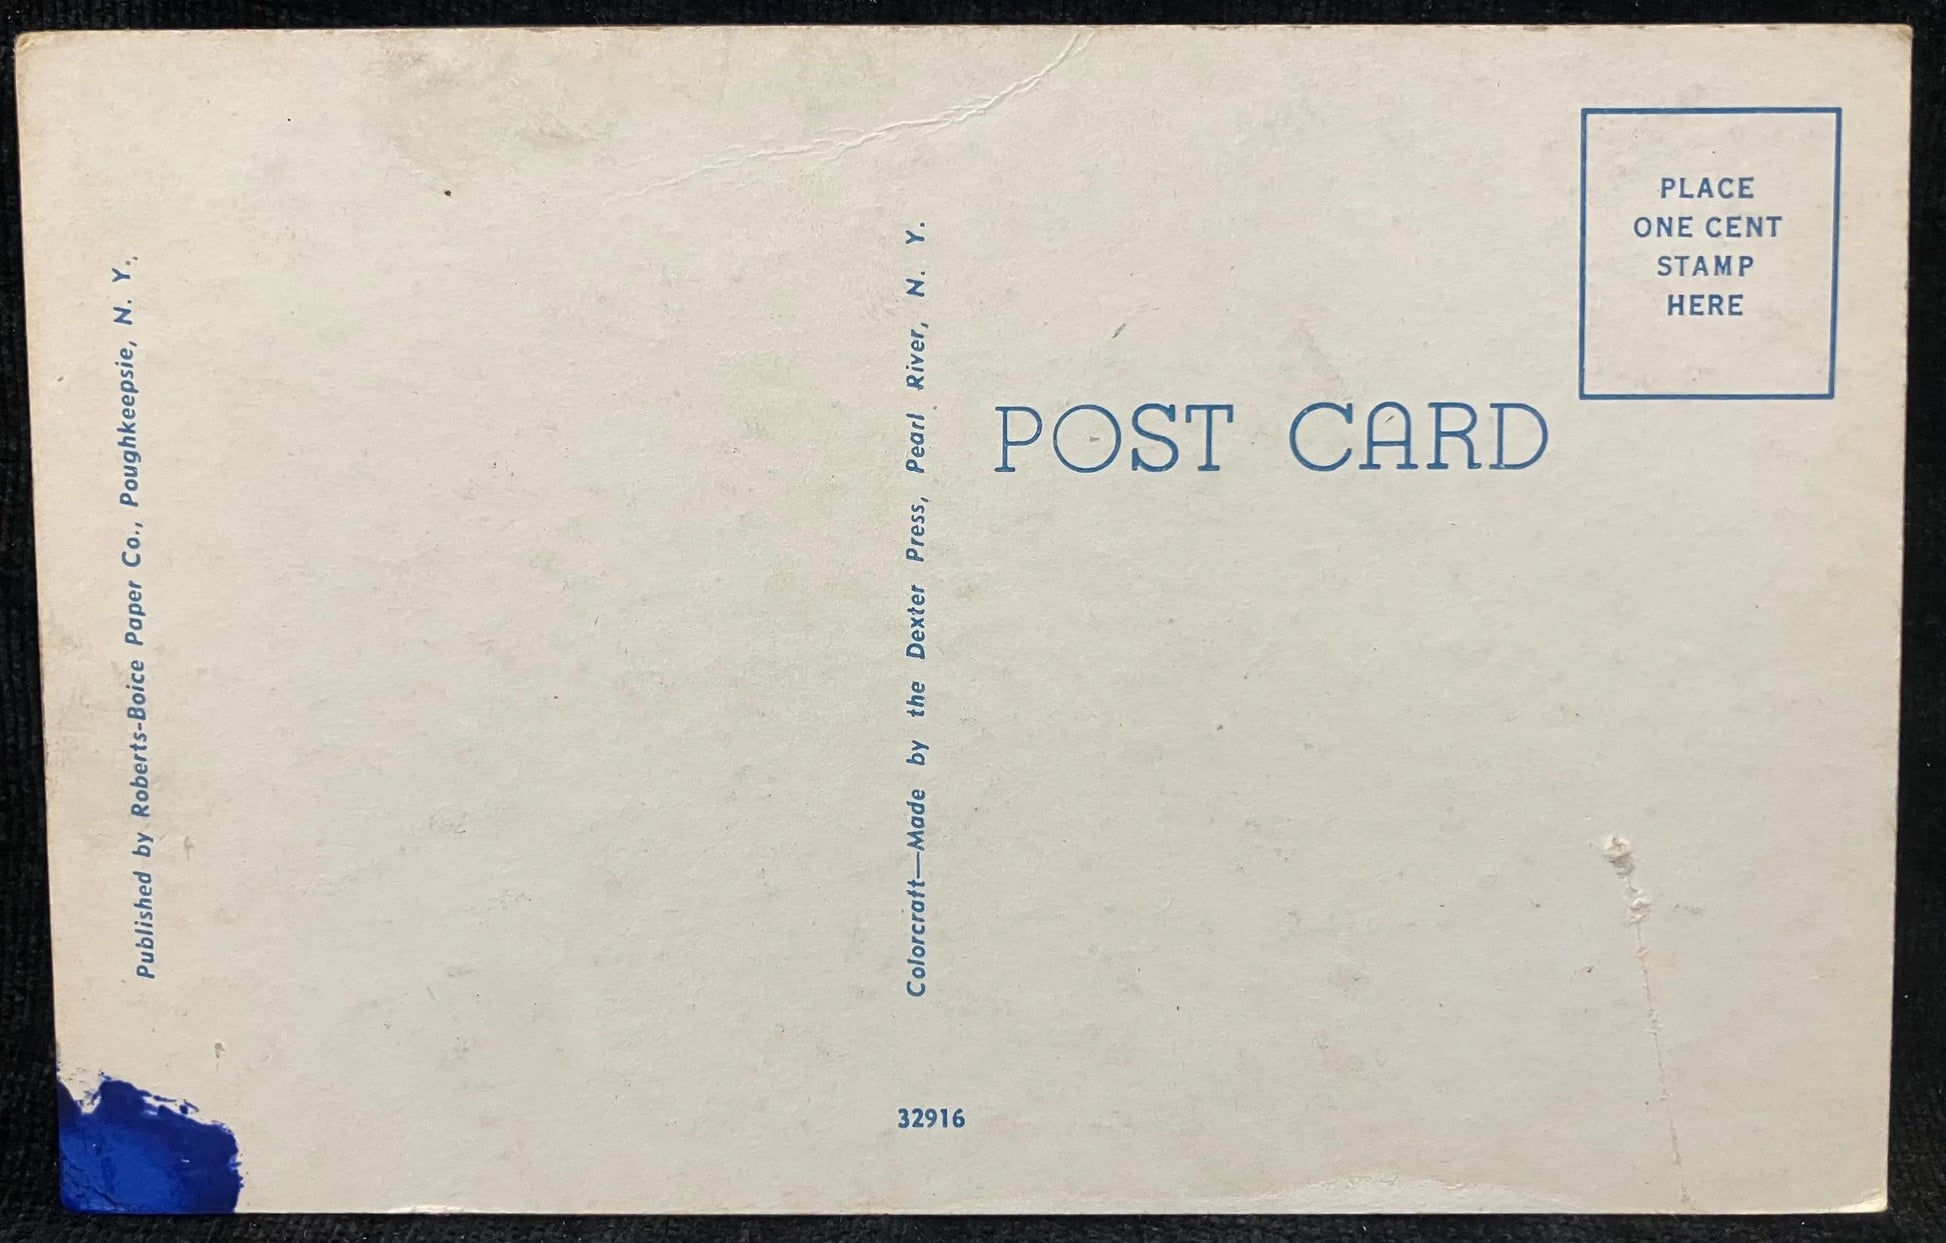 Published by Roberts-Boice Paper Co., Poughkeepsie, N. Y.
Colorcraft—Made by the Dexter Press, Pearl River, N. Y.
PLACE
ONE CENT
STAMP
HERE
POST CARD
32916